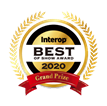 Interop
BEST
OF SHOW AWARD
2020
Grand Prize